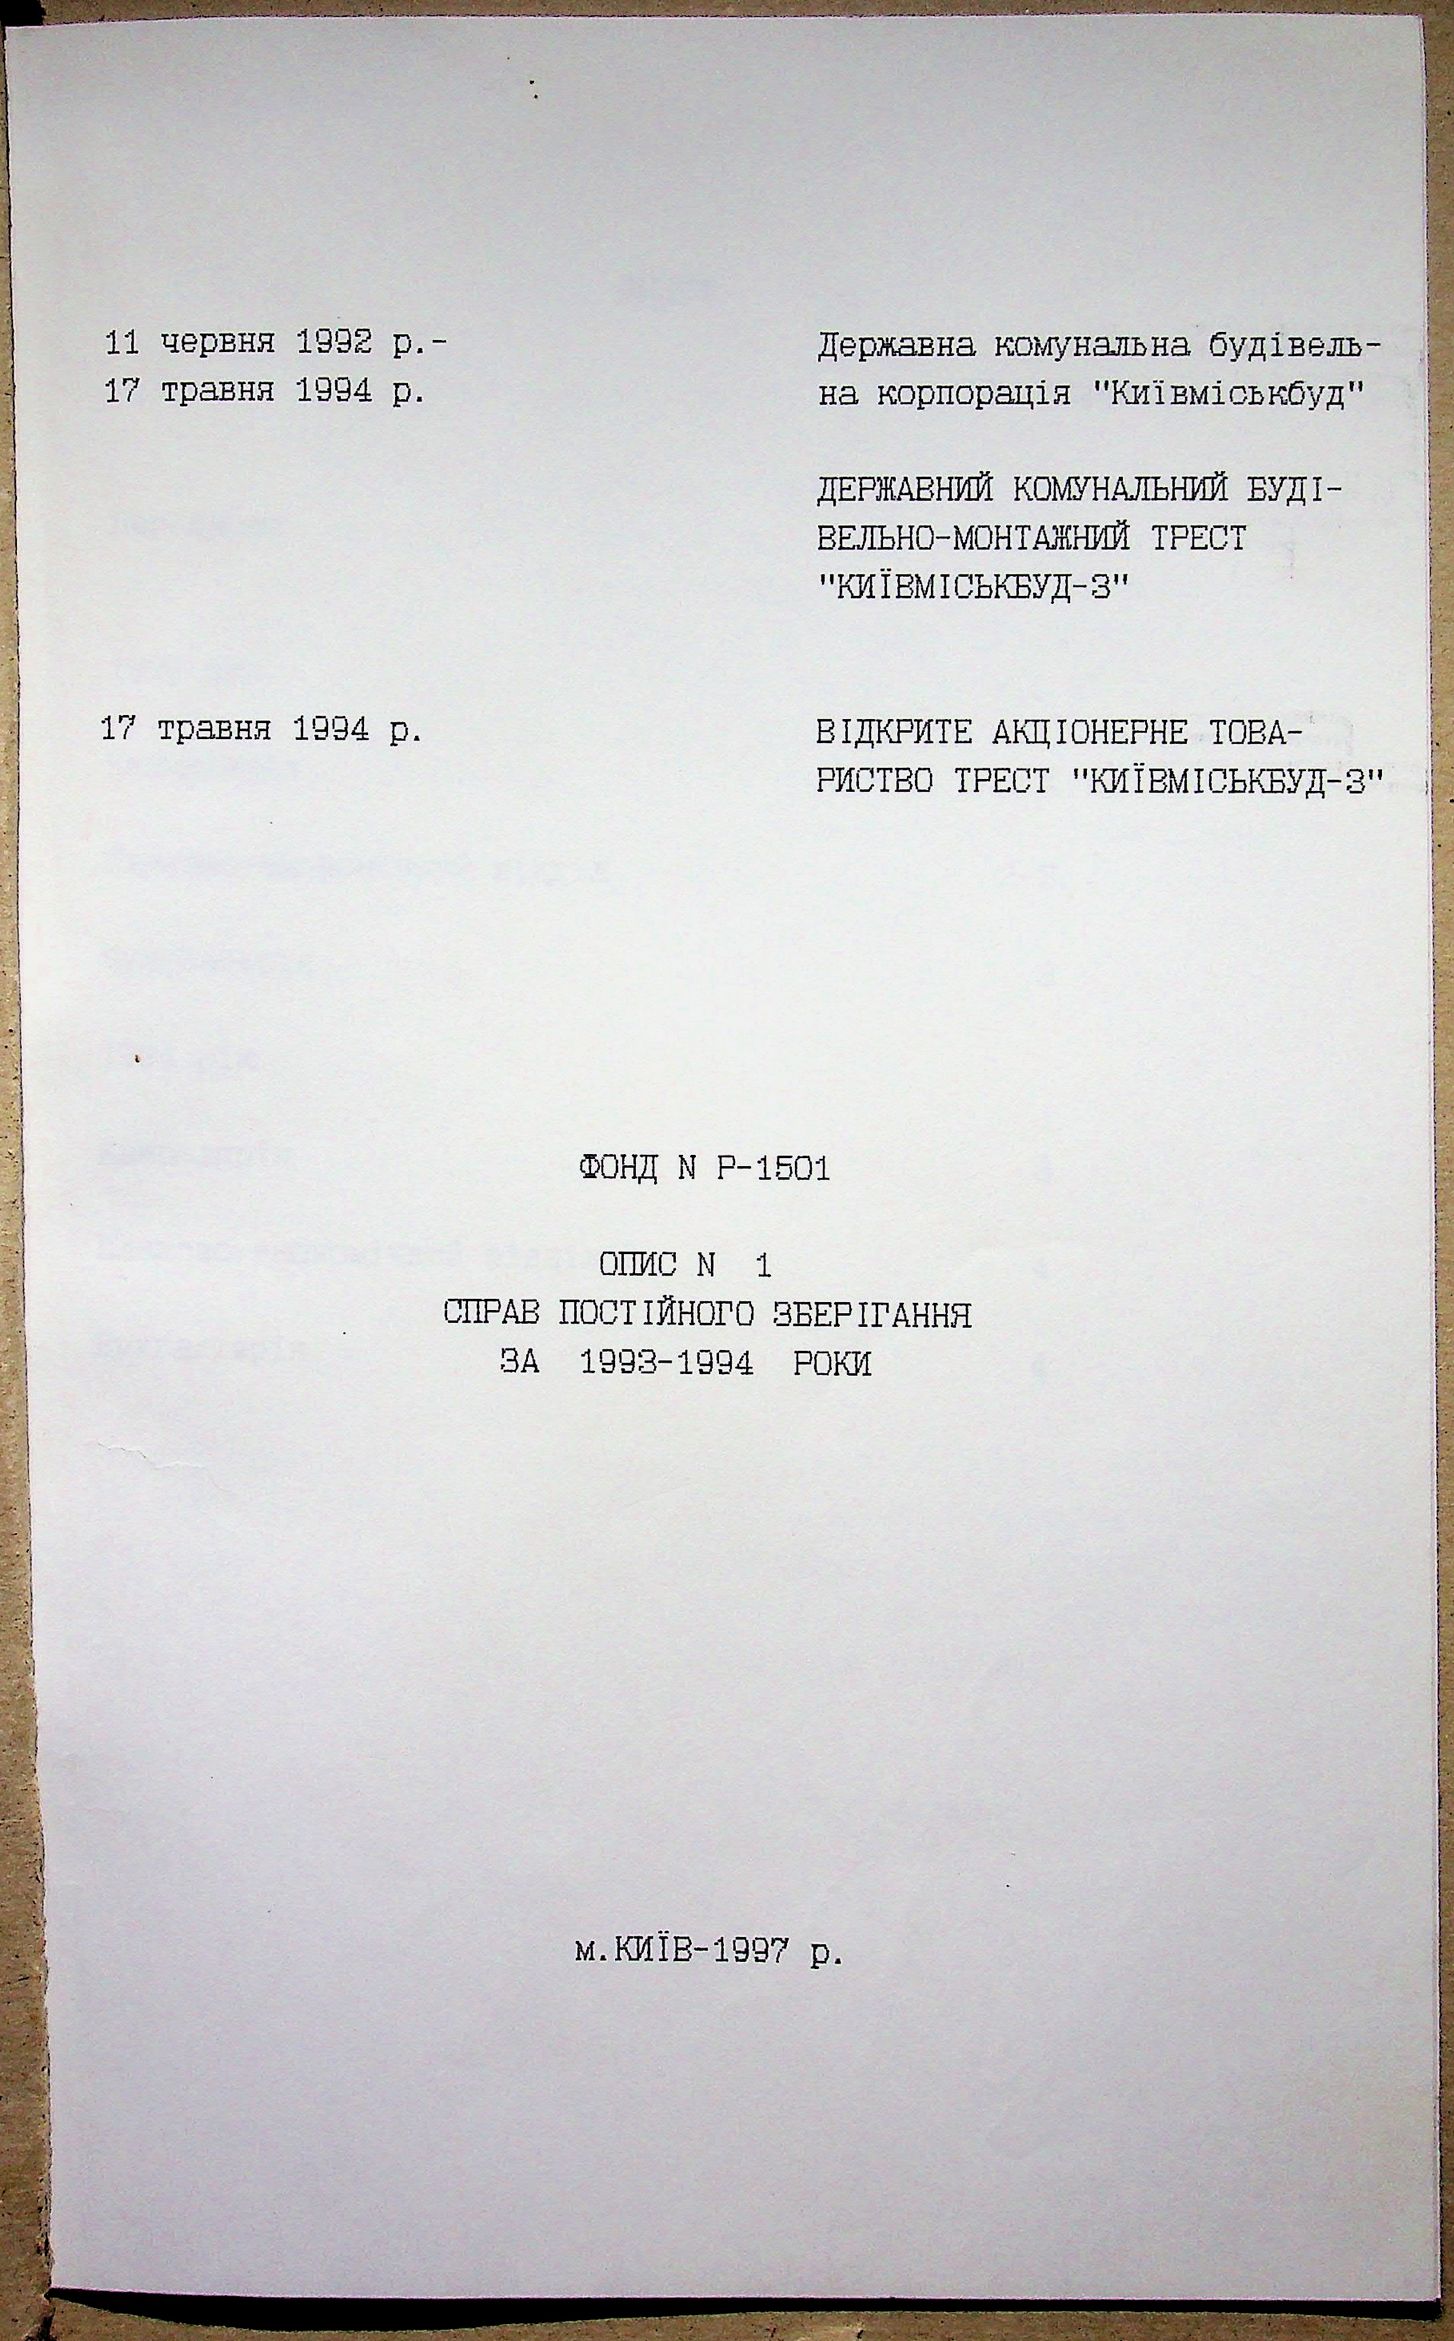 11 червня 1992 р.-
17 травня 1994 р.
Державна комунальна будівель-
на корпорація "Київміськбуд"
ДЕРЖАВНИЙ КОМУНАЛЬНИЙ БУДІ-
ВЕЛЬНО-МОНТАЖНИЙ ТРЕСТ
"КИЇВМІСЬКБУД-3"
17 травня 1994 р.
ВІДКРИТЕ АКЦІОНЕРНЕ ТОВА-
РИСТВО ТРЕСТ "КИЇВМІСЬКБУД-3"
ФОНД N Р-1501
ОПИС N 1
СПРАВ ПОСТІЙНОГО ЗБЕРІГАННЯ
ЗА 1993-1994 РОКИ
м.КИЇВ-1997 р.